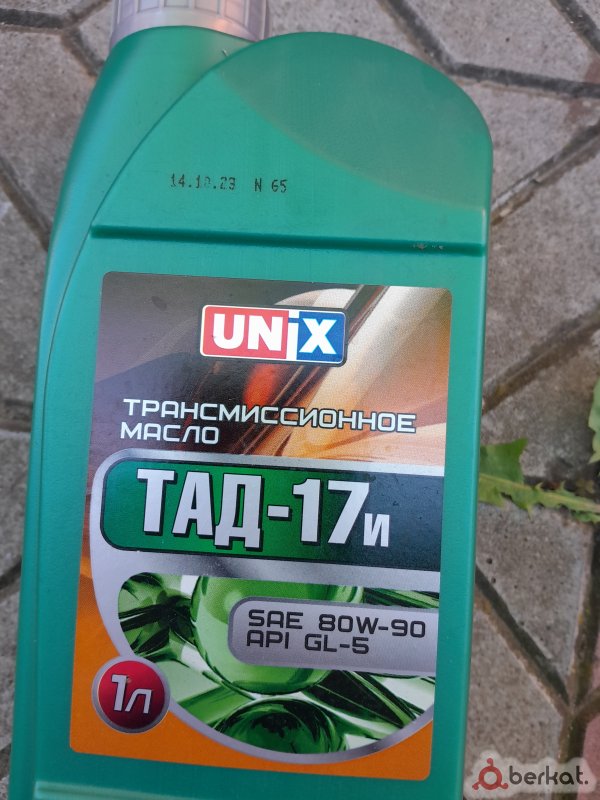 14.10.23 N 65
UNiX
ТРАНСМИССИОННОЕ
МАСЛО
ТАД-17и
SAE 80W-90
API GL-5
1л
berkat.